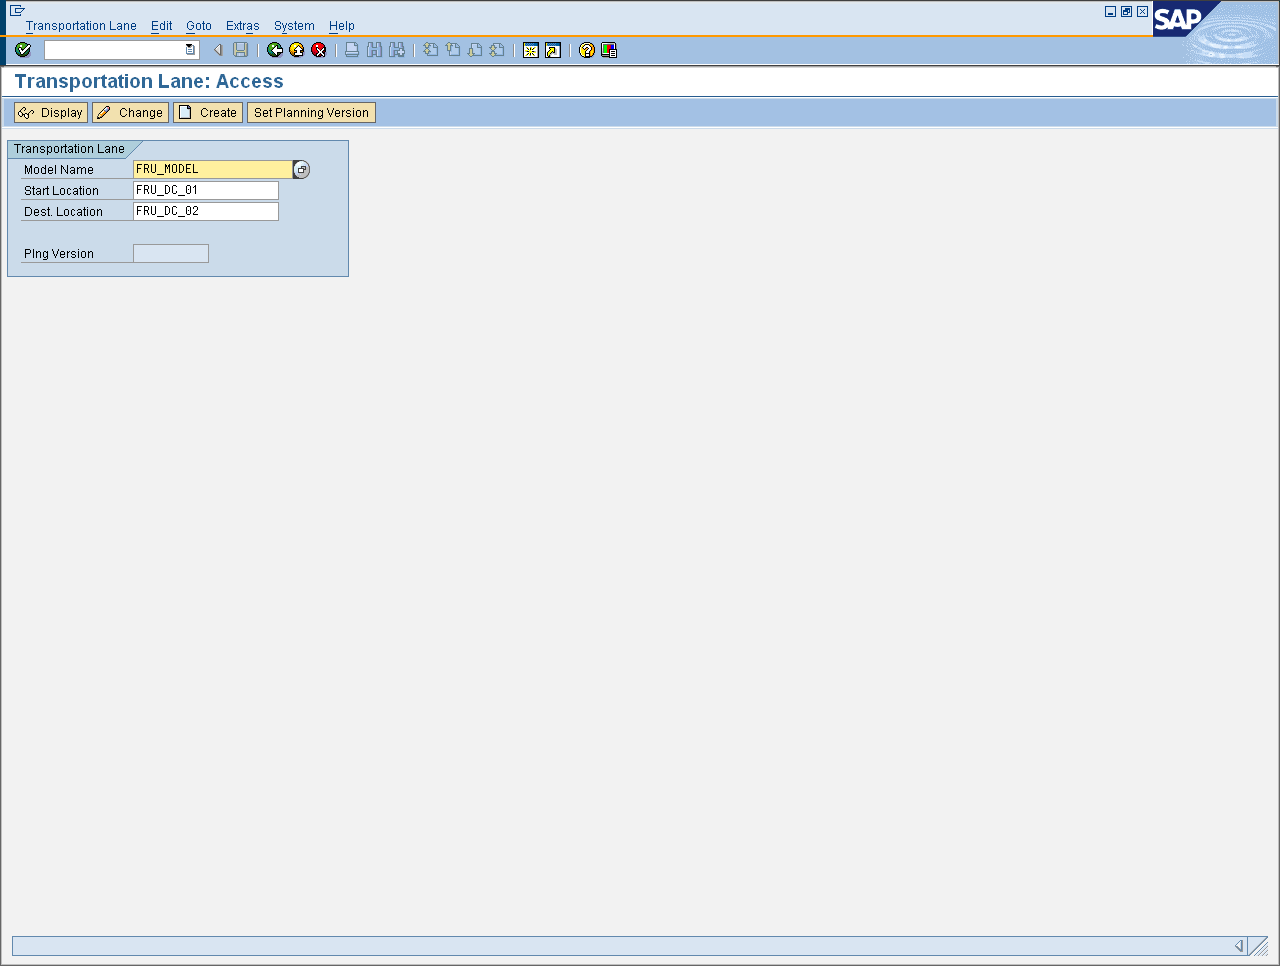 Transportation Lane Edit Goto Extras System Help
SAP
Transportation Lane: Access
Display Change Create Set Planning Version
Transportation Lane
Model Name FRU_MODEL
Start Location FRU_DC_01
Dest. Location FRU_DC_02
Plng Version